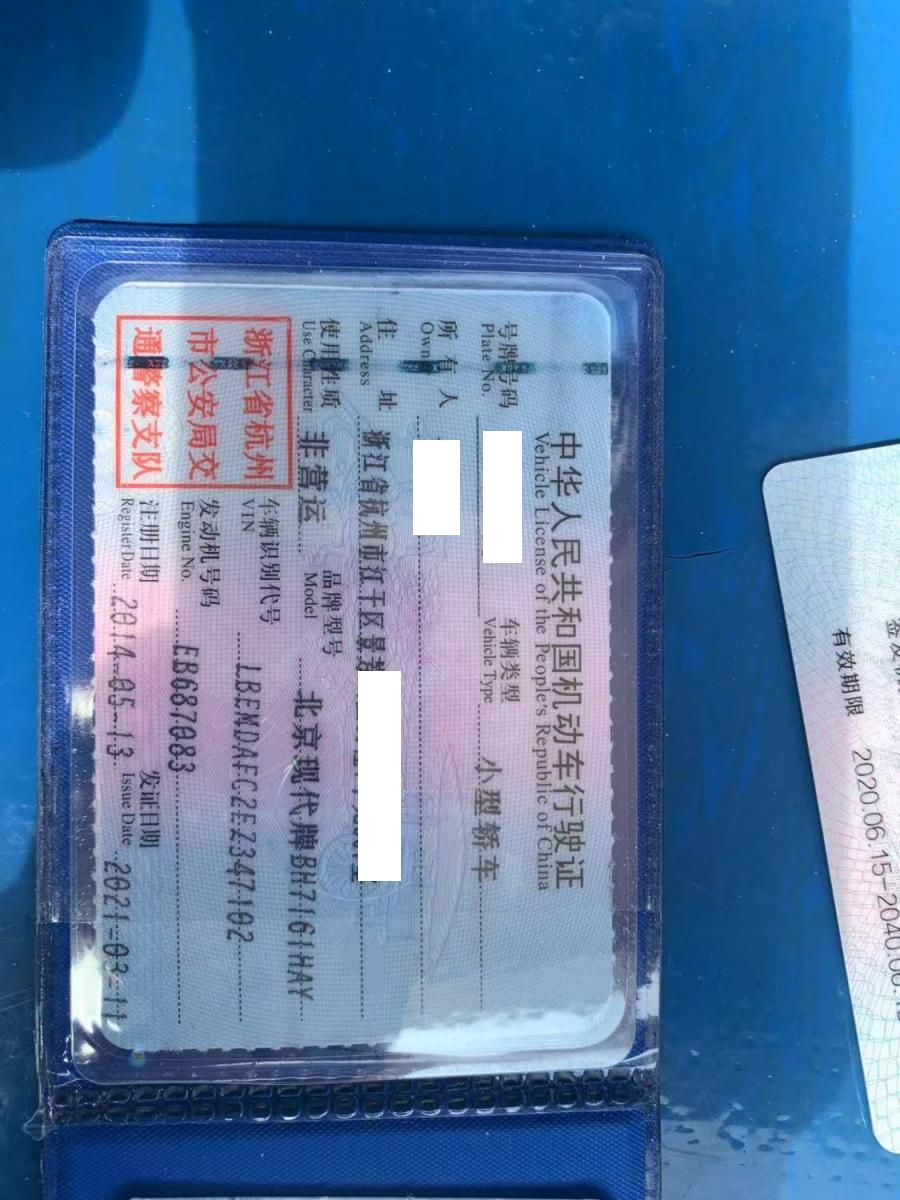 中华人民共和国机动车行驶证
Vehicle License of the People's Republic of China
号牌号码
Plate No.
车辆类型 小型轿车
Vehicle Type
所有人
Owner
住址 浙江省杭州市江干区景芳
Address
使用性质 非营运
Use Character
品牌型号 北京现代牌BH7161HAY
Model
浙江省杭州
市公安局交
通警察支队
车辆识别代号 LBEMDAFC2EZ347102
VIN
发动机号码 EB687083
Engine No.
注册日期 2014-05-13
RegisterDate
发证日期 2021-03-11
Issue Date
有效期限 2020.06.15-2040.06.